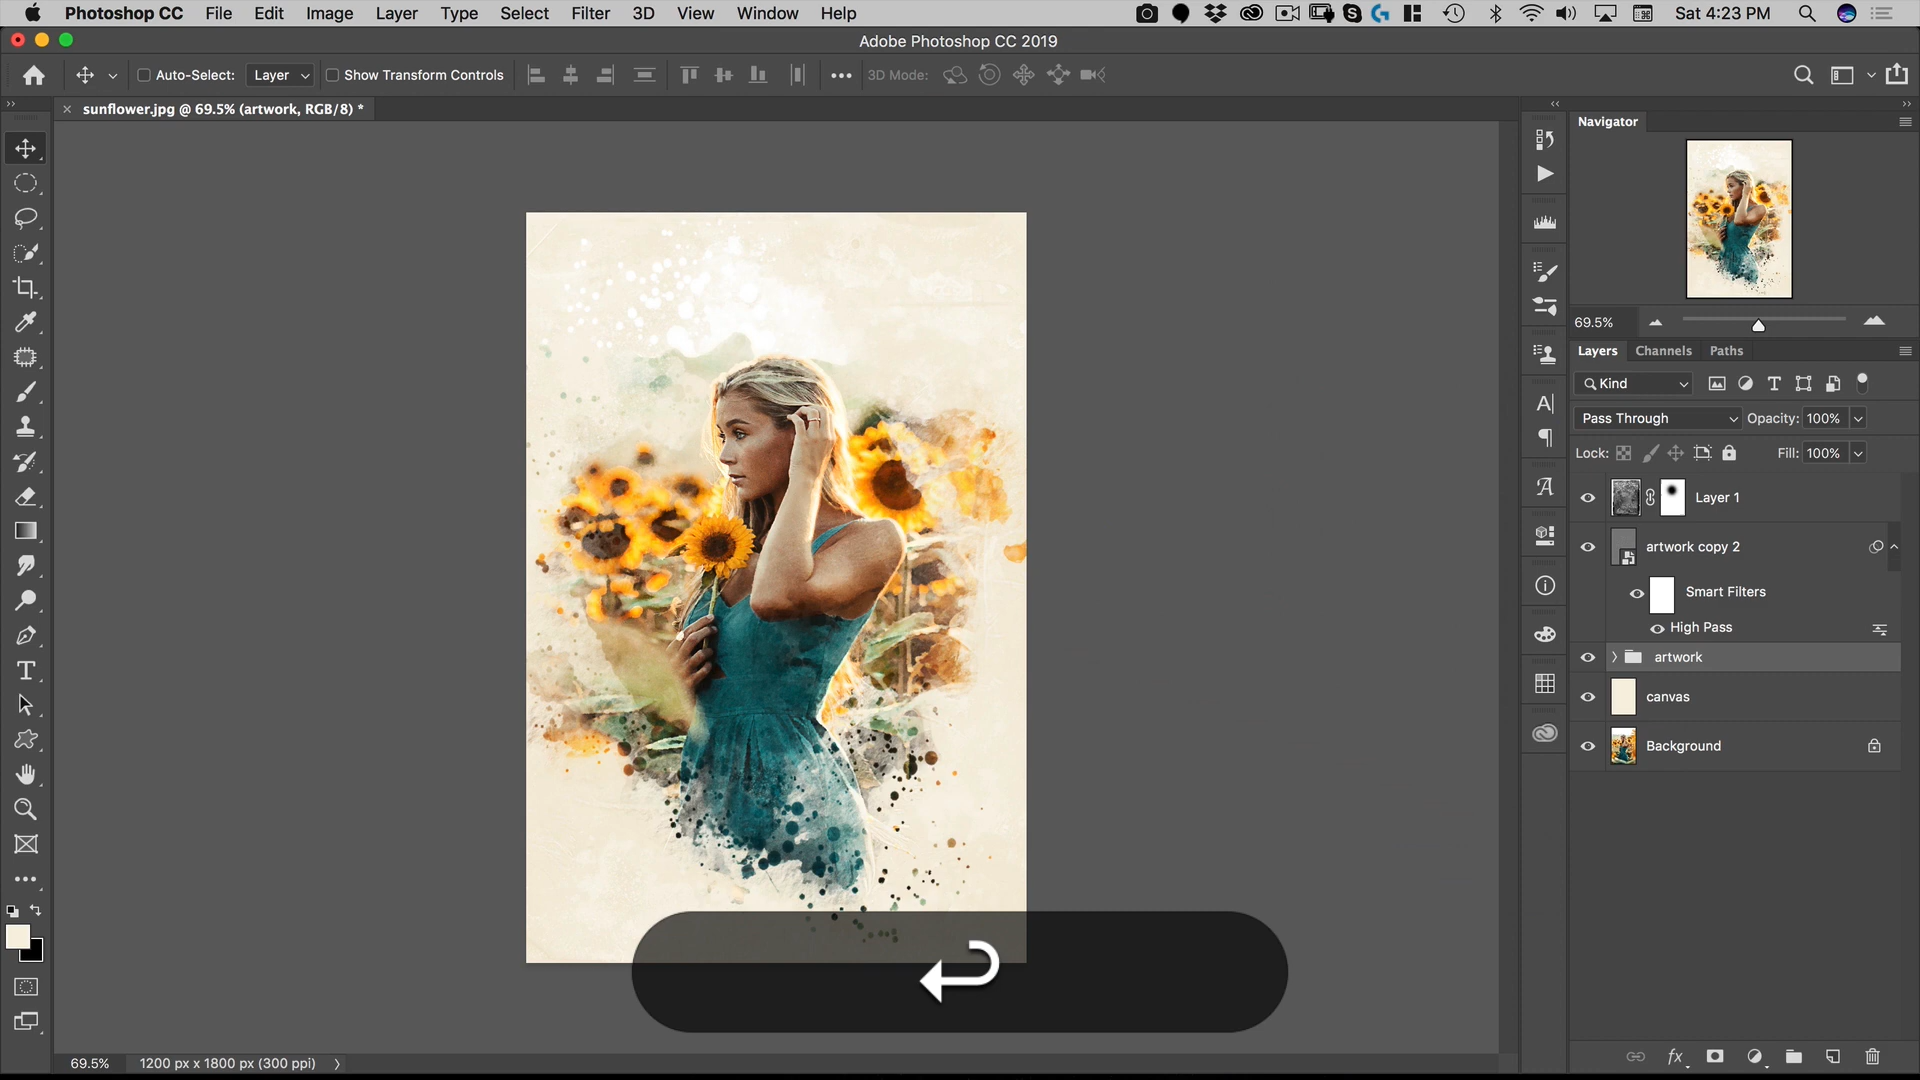 Photoshop CC File Edit Image Layer Type Select Filter 3D View Window Help Sat 4:23 PM
Adobe Photoshop CC 2019
Auto-Select: Layer Show Transform Controls 3D Mode:
sunflower.jpg @ 69.5% (artwork, RGB/8) *
Navigator
69.5%
Layers Channels Paths
Kind
Pass Through Opacity: 100%
Lock: Fill: 100%
Layer 1
artwork copy 2
Smart Filters
High Pass
artwork
canvas
Background
69.5% 1200 px x 1800 px (300 ppi)